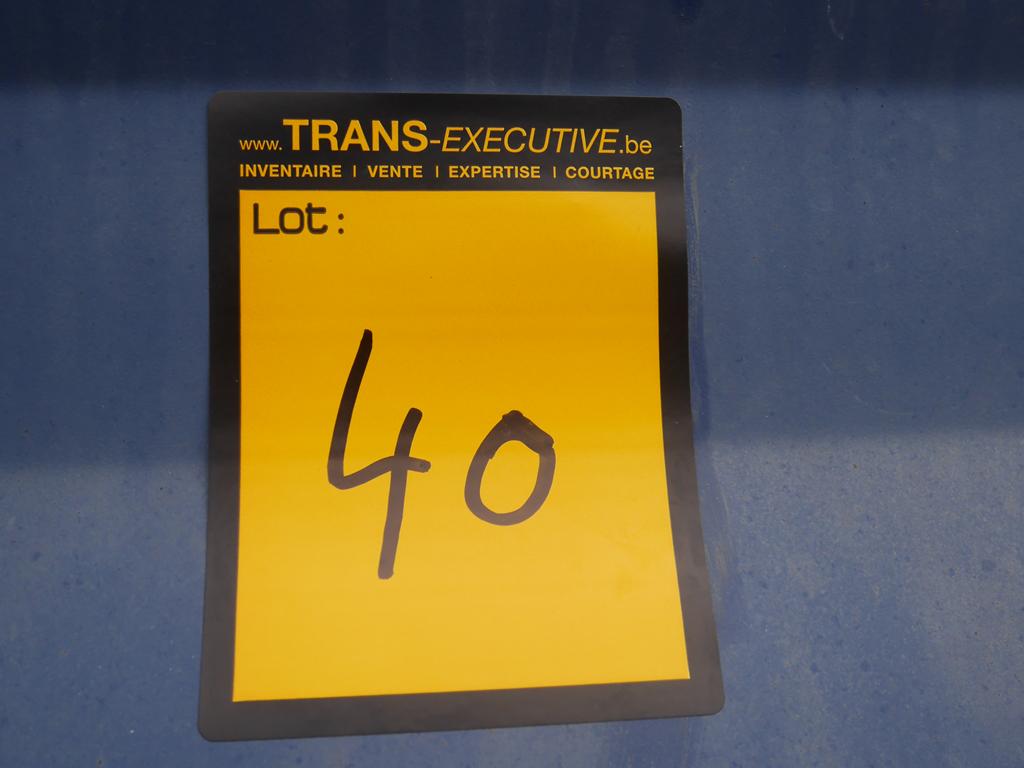 www.TRANS-EXECUTIVE.be
INVENTAIRE | VENTE | EXPERTISE | COURTAGE
Lot :
40